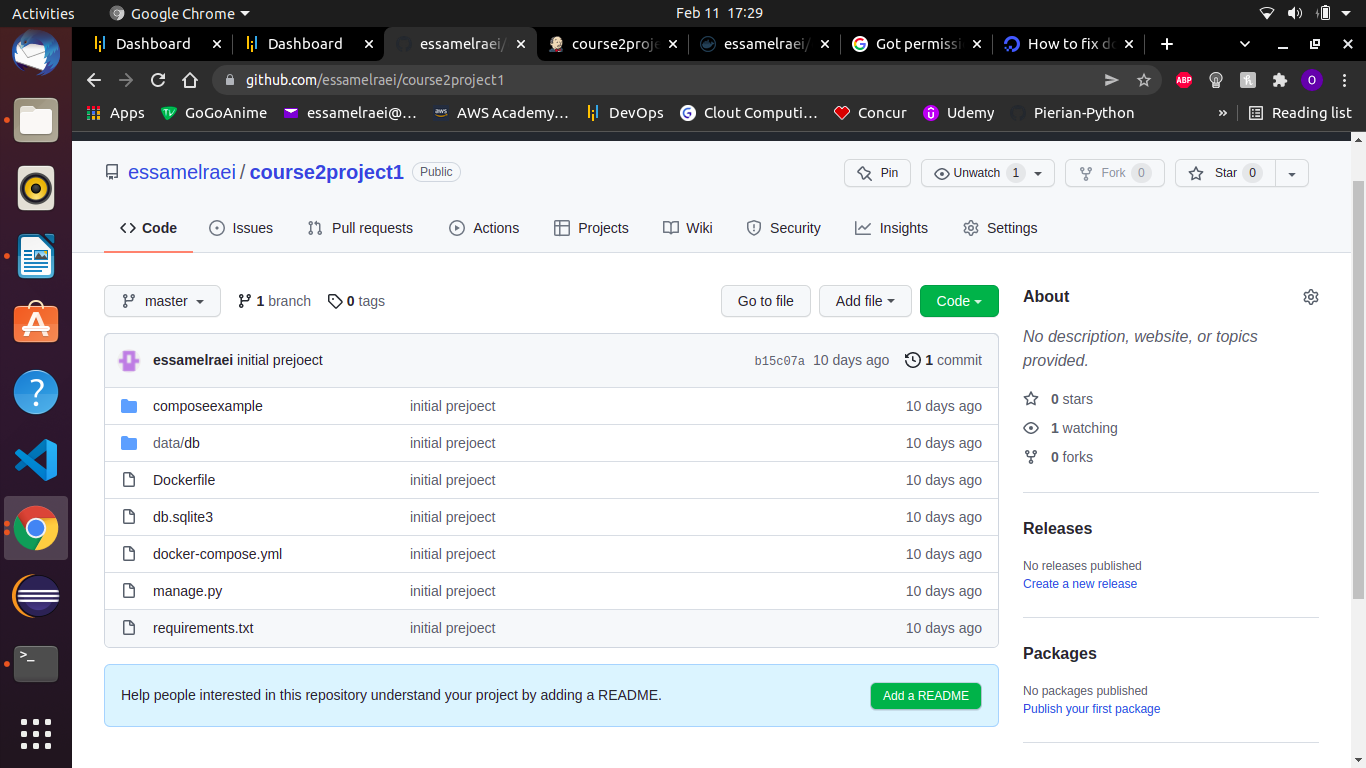 Activities Google Chrome Feb 11 17:29
Dashboard Dashboard essamelraei/ course2proje essamelraei/ Got permissi How to fix do
github.com/essamelraei/course2project1 ABP O
Apps GoGoAnime essamelraei@… AWS Academy… DevOps Clout Computi… Concur Udemy Pierian-Python » Reading list
essamelraei / course2project1 Public Pin Unwatch 1 Fork 0 Star 0
Code Issues Pull requests Actions Projects Wiki Security Insights Settings
master 1 branch 0 tags Go to file Add file Code
essamelraei initial prejoect b15c07a 10 days ago 1 commit
composeexample initial prejoect 10 days ago
data/db initial prejoect 10 days ago
Dockerfile initial prejoect 10 days ago
db.sqlite3 initial prejoect 10 days ago
docker-compose.yml initial prejoect 10 days ago
manage.py initial prejoect 10 days ago
requirements.txt initial prejoect 10 days ago
Help people interested in this repository understand your project by adding a README. Add a README
About
No description, website, or topics
provided.
0 stars
1 watching
0 forks
Releases
No releases published
Create a new release
Packages
No packages published
Publish your first package